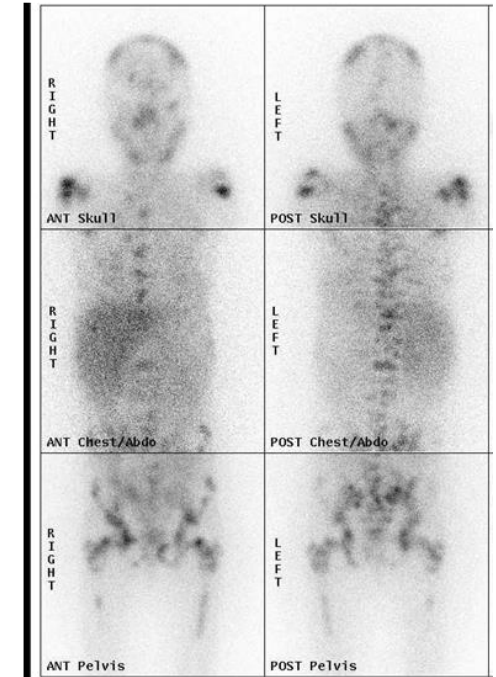 RIGHT
ANT Skull
LEFT
POST Skull
RIGHT
ANT Chest/Abdo
LEFT
POST Chest/Abdo
RIGHT
ANT Pelvis
LEFT
POST Pelvis